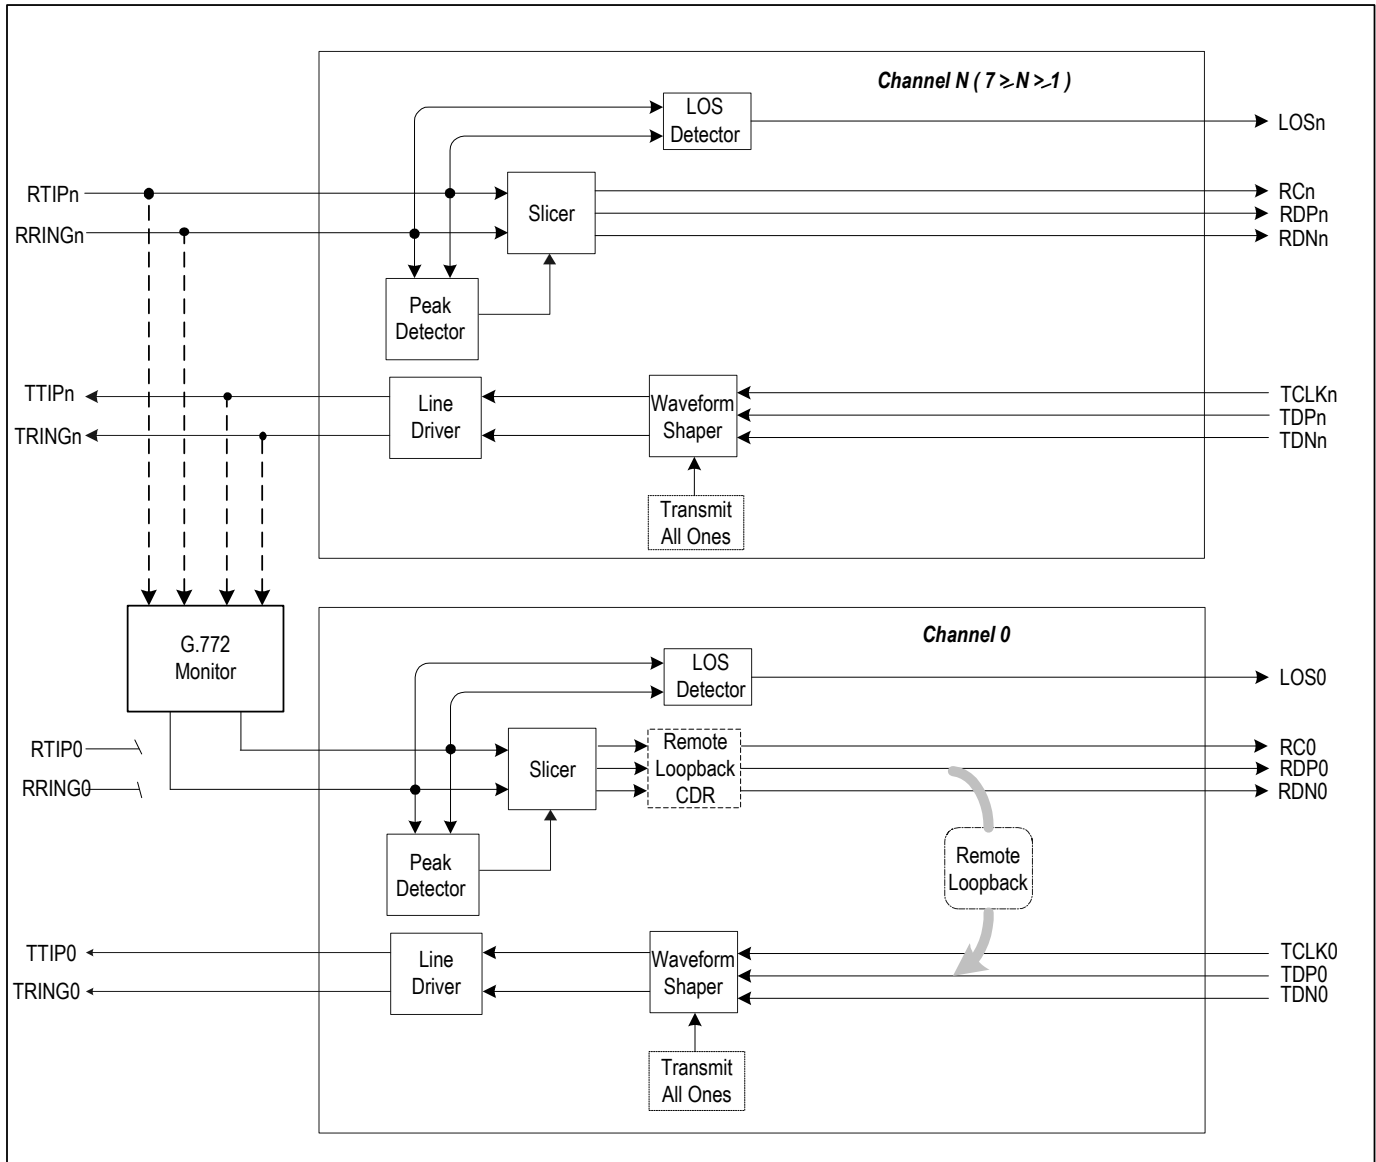 Channel N ( 7 ≥ N ≥ 1 )
LOS
Detector
LOSn
RTIPn
RRINGn
Slicer
RCn
RDPn
RDNn
Peak
Detector
TTIPn
TRINGn
Line
Driver
Waveform
Shaper
TCLKn
TDPn
TDNn
Transmit
All Ones
G.772
Monitor
Channel 0
LOS
Detector
LOS0
RTIP0
RRING0
Slicer
Remote
Loopback
CDR
RC0
RDP0
RDN0
Peak
Detector
Remote
Loopback
TTIP0
TRING0
Line
Driver
Waveform
Shaper
TCLK0
TDP0
TDN0
Transmit
All Ones